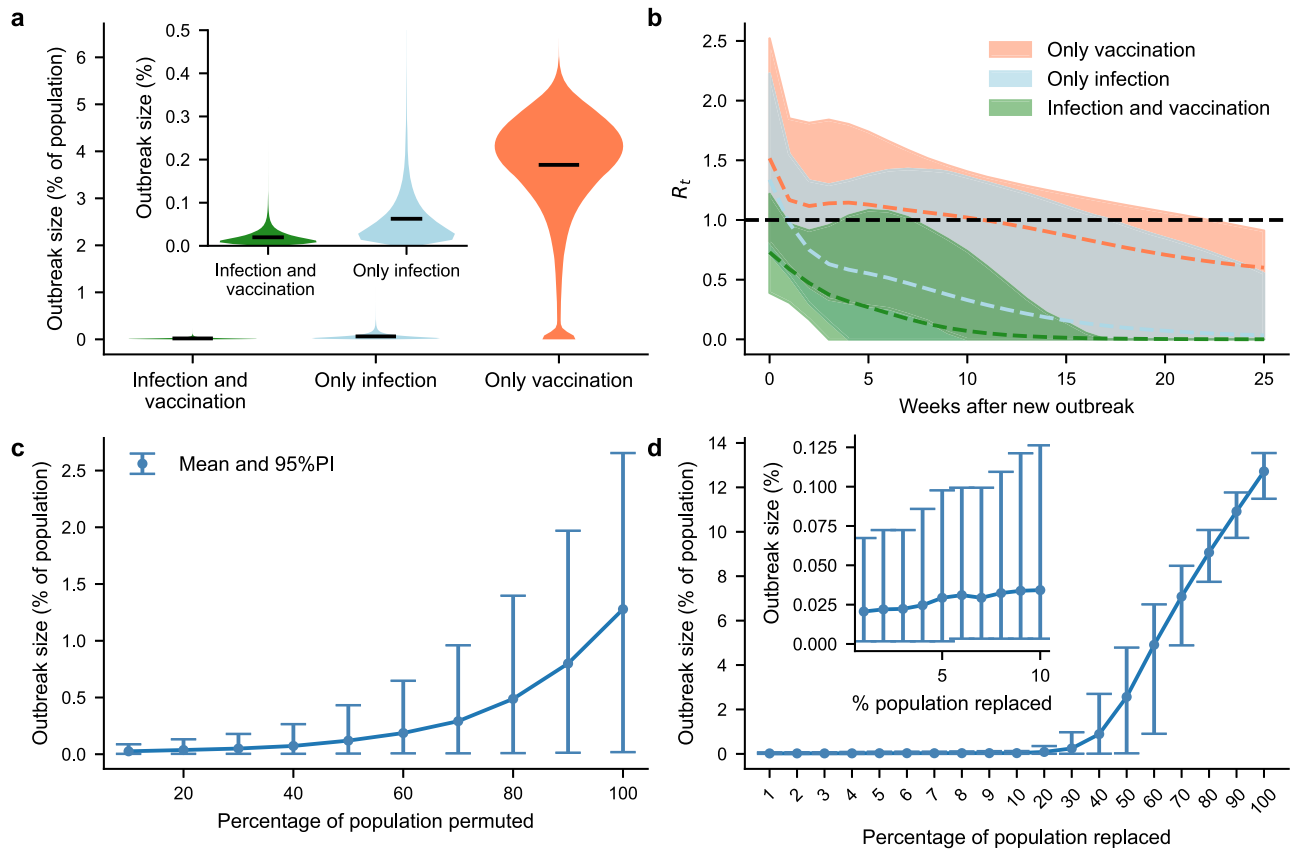 a
Outbreak size (% of population)
6
5
4
3
2
1
0
Infection and
vaccination
Only infection
Only vaccination
Outbreak size (%)
0.5
0.4
0.3
0.2
0.1
0.0
Infection and
vaccination
Only infection
b
Rt
2.5
2.0
1.5
1.0
0.5
0.0
Only vaccination
Only infection
Infection and vaccination
0 5 10 15 20 25
Weeks after new outbreak
c
Outbreak size (% of population)
2.5
2.0
1.5
1.0
0.5
0.0
Mean and 95%PI
20 40 60 80 100
Percentage of population permuted
d
Outbreak size (% of population)
14
12
10
8
6
4
2
0
Outbreak size (%)
0.125
0.100
0.075
0.050
0.025
0.000
5 10
% population replaced
1 2 3 4 5 6 7 8 9 10 20 30 40 50 60 70 80 90 100
Percentage of population replaced